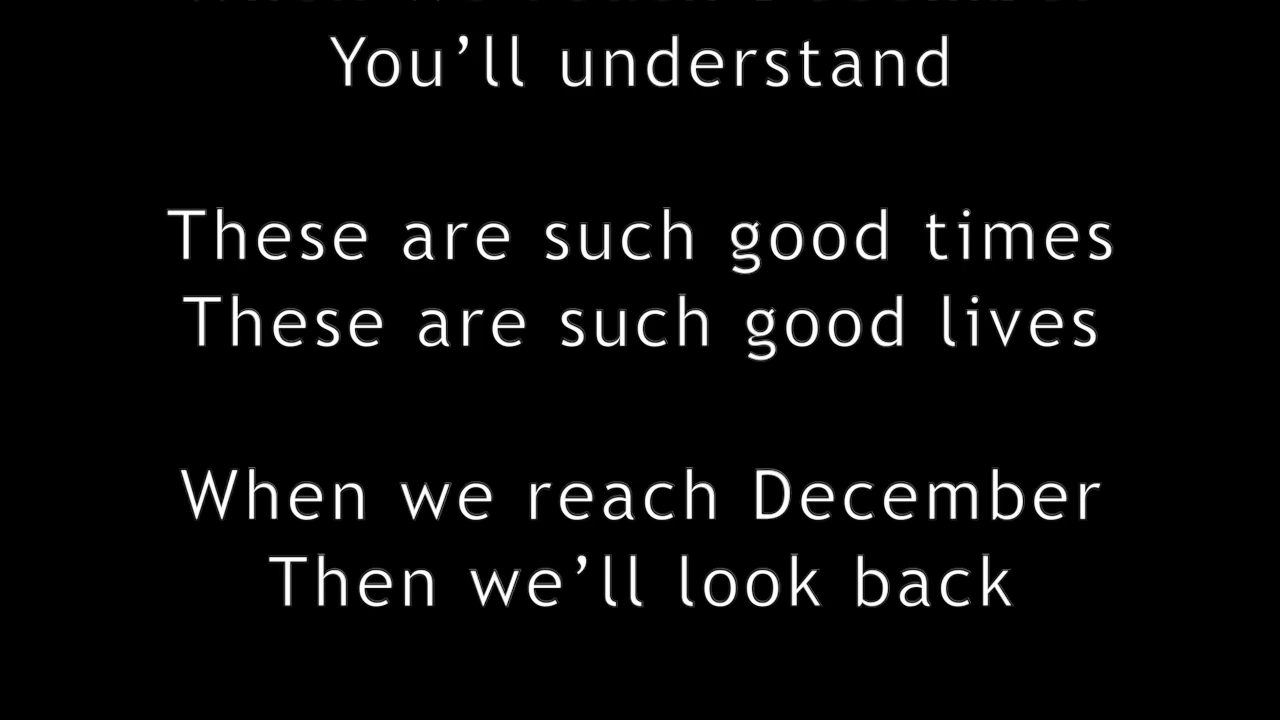 You’ll understand
These are such good times
These are such good lives
When we reach December
Then we’ll look back